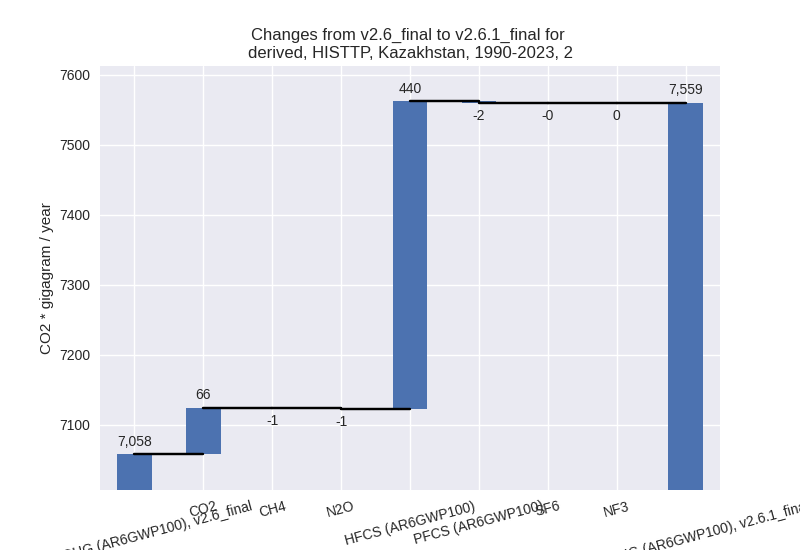 Changes from v2.6_final to v2.6.1_final for
derived, HISTTP, Kazakhstan, 1990-2023, 2
CO2 * gigagram / year
7600
7500
7400
7300
7200
7100
7,058
66
-1
-1
440
-2
-0
0
7,559
(AR6GWP100), v2.6_final
CO2
CH4
N2O
HFCS (AR6GWP100)
PFCS (AR6GWP100)
SF6
NF3
(AR6GWP100), v2.6.1_fina